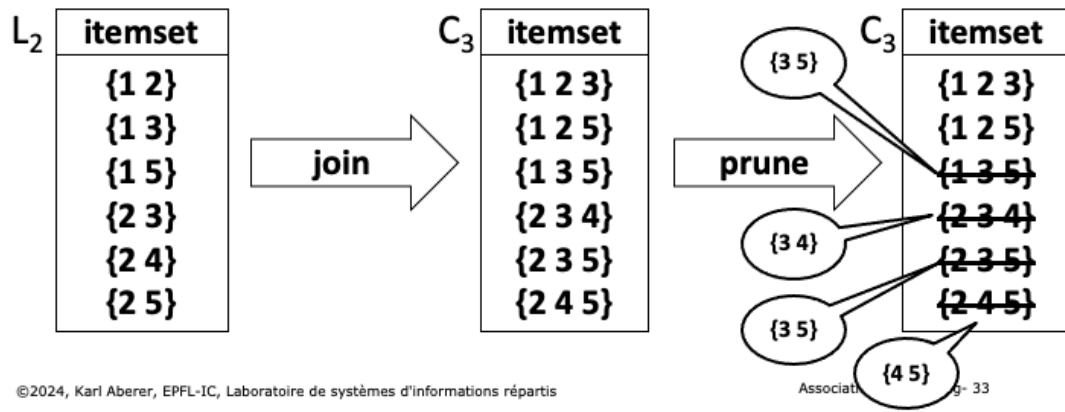 L2 itemset
{1 2}
{1 3}
{1 5}
{2 3}
{2 4}
{2 5}
join
C3 itemset
{1 2 3}
{1 2 5}
{1 3 5}
{2 3 4}
{2 3 5}
{2 4 5}
prune
{3 5}
{3 4}
{3 5}
{4 5}
C3 itemset
{1 2 3}
{1 2 5}
{1 3 5}
{2 3 4}
{2 3 5}
{2 4 5}
©2024, Karl Aberer, EPFL-IC, Laboratoire de systèmes d'informations répartis
Associati g- 33